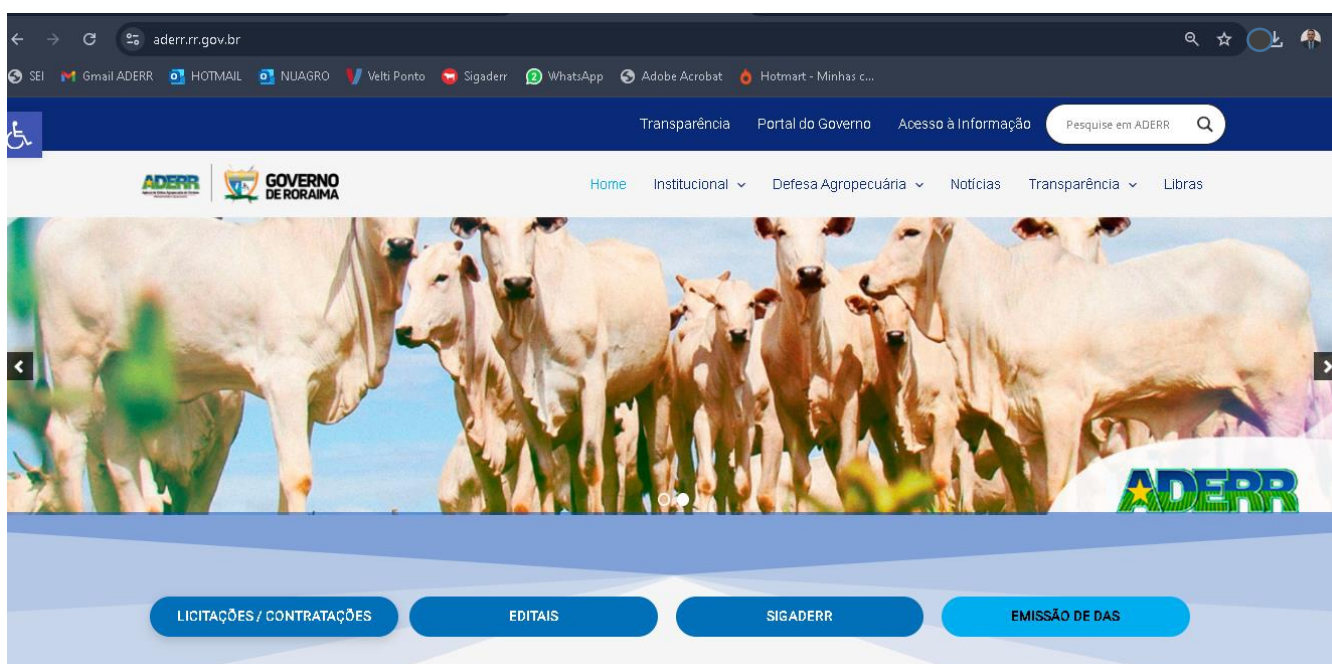 aderr.rr.gov.br
SEI Gmail ADERR HOTMAIL NUAGRO Velti Ponto Sigaderr WhatsApp Adobe Acrobat Hotmart - Minhas c...
Transparência Portal do Governo Acesso à Informação Pesquise em ADERR
ADERR GOVERNO
DE RORAIMA
Home Institucional Defesa Agropecuária Notícias Transparência Libras
ADERR
LICITAÇÕES / CONTRATAÇÕES EDITAIS SIGADERR EMISSÃO DE DAS